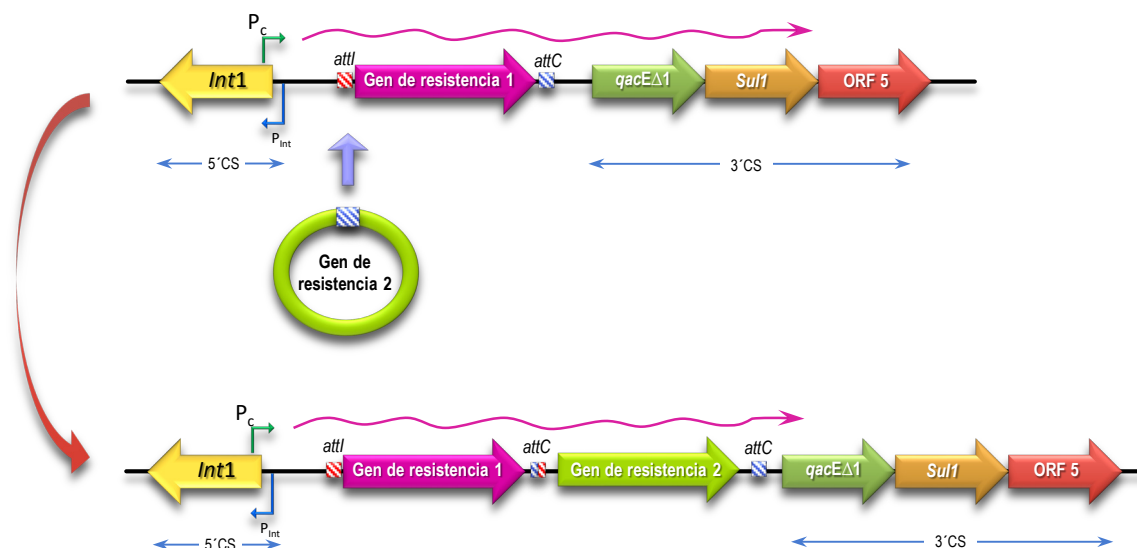 Pc
attI
attC
Int1
Gen de resistencia 1
qacEΔ1
Sul1
ORF 5
PInt
5´CS
3´CS
Gen de
resistencia 2
Pc
attI
attC
attC
Int1
Gen de resistencia 1
Gen de resistencia 2
qacEΔ1
Sul1
ORF 5
PInt
5´CS
3´CS